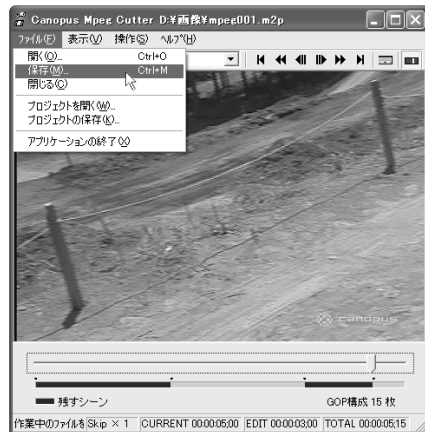 Canopus Mpeg Cutter D:¥画像¥mpeg001.m2p
ファイル(F) 表示(V) 操作(S) ヘルプ(H)
開く(O)... Ctrl+O
保存(M)... Ctrl+M
閉じる(C)
プロジェクトを開く(W)...
プロジェクトの保存(K)...
アプリケーションの終了(X)
canopus
残すシーン GOP構成 15 枚
作業中のファイルを Skip × 1 CURRENT 00:00:05;00 EDIT 00:00:03;00 TOTAL 00:00:05;15